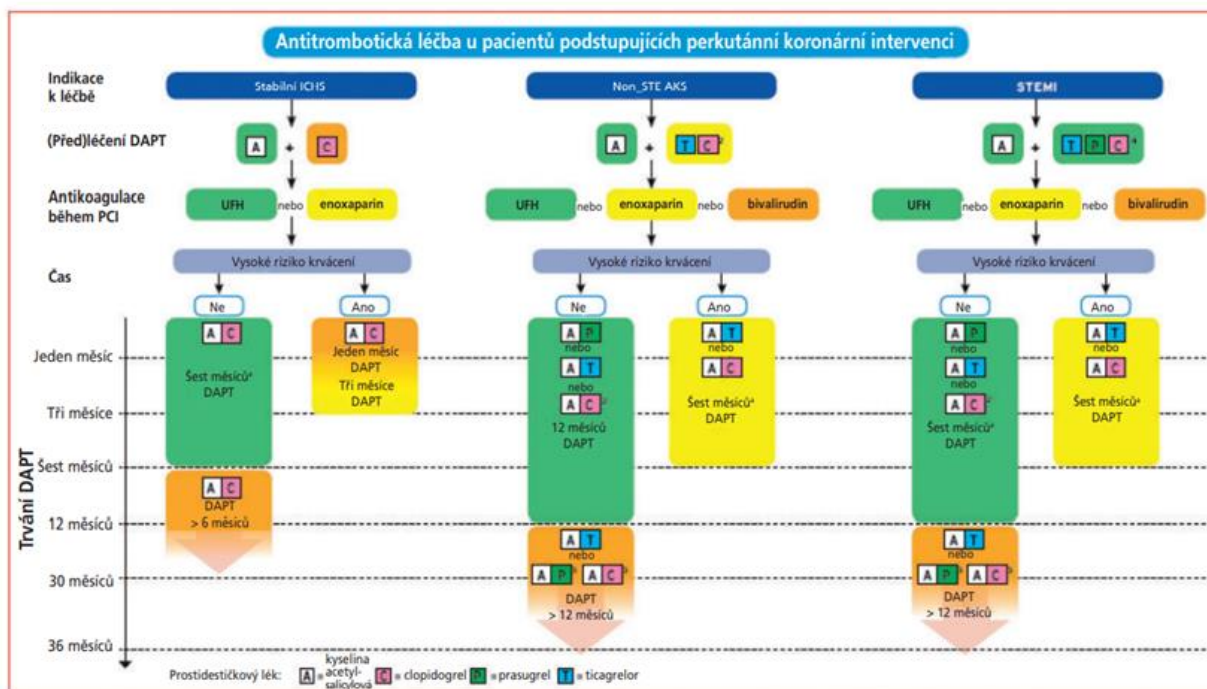 Antitrombotická léčba u pacientů podstupujících perkutánní koronární intervenci
Indikace
k léčbě
Stabilní ICHS
Non_STE AKS
STEMI
(Před)léčení DAPT
A + C
A + T C
A + T P C
Antikoagulace
během PCI
UFH nebo enoxaparin
UFH nebo enoxaparin nebo bivalirudin
UFH nebo enoxaparin nebo bivalirudin
Čas
Vysoké riziko krvácení
Vysoké riziko krvácení
Vysoké riziko krvácení
Ne
Ano
Ne
Ano
Ne
Ano
Trvání DAPT
Jeden měsíc
Tři měsíce
Šest měsíců
12 měsíců
30 měsíců
36 měsíců
A C
Šest měsíců
DAPT
A C
DAPT
> 6 měsíců
A C
Jeden měsíc
DAPT
Tři měsíce
DAPT
A P
nebo
A T
nebo
A C
12 měsíců
DAPT
A T
nebo
A P A C
DAPT
> 12 měsíců
A T
nebo
A C
Šest měsíců
DAPT
A P
nebo
A T
nebo
A C
Šest měsíců
DAPT
A T
nebo
A P A C
DAPT
> 12 měsíců
A T
nebo
A C
Šest měsíců
DAPT
Prostidestičkový lék: A = kyselina acetyl-salicylová C = clopidogrel P = prasugrel T = ticagrelor